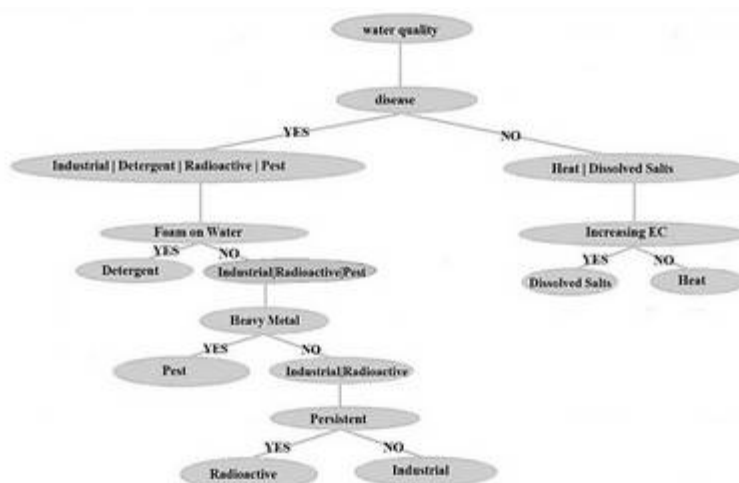 water quality
disease
YES
NO
Industrial | Detergent | Radioactive | Pest
Heat | Dissolved Salts
Foam on Water
Increasing EC
YES
NO
YES
NO
Detergent
Industrial|Radioactive|Pest
Dissolved Salts
Heat
Heavy Metal
YES
NO
Pest
Industrial|Radioactive
Persistent
YES
NO
Radioactive
Industrial